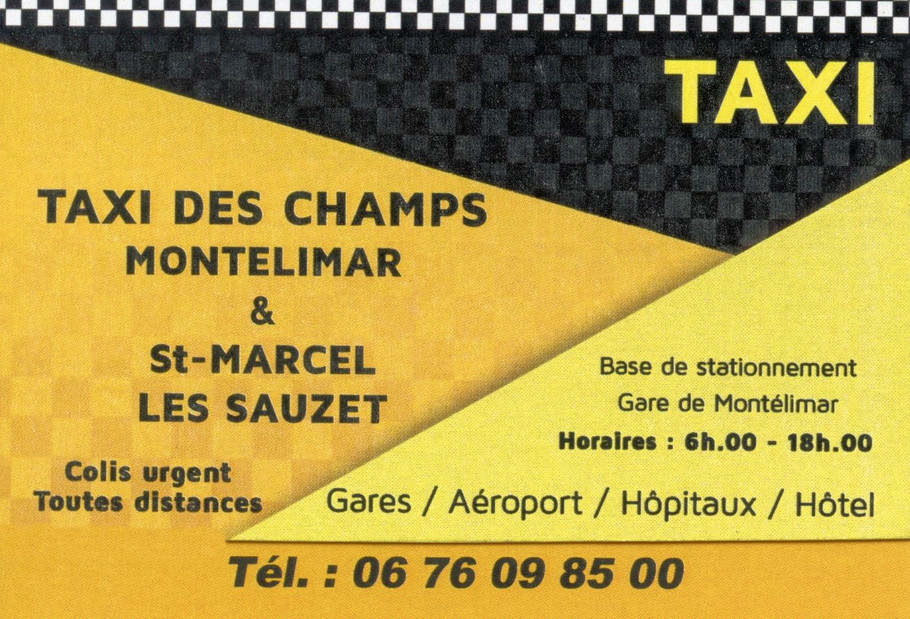 TAXI
TAXI DES CHAMPS
MONTELIMAR
&
St-MARCEL
LES SAUZET
Colis urgent
Toutes distances
Base de stationnement
Gare de Montélimar
Horaires : 6h.00 - 18h.00
Gares / Aéroport / Hôpitaux / Hôtel
Tél. : 06 76 09 85 00